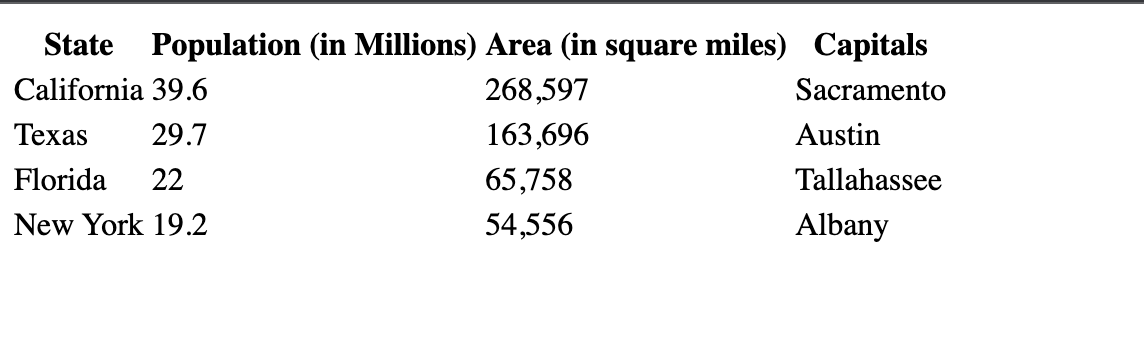 State Population (in Millions) Area (in square miles) Capitals
California 39.6 268,597 Sacramento
Texas 29.7 163,696 Austin
Florida 22 65,758 Tallahassee
New York 19.2 54,556 Albany